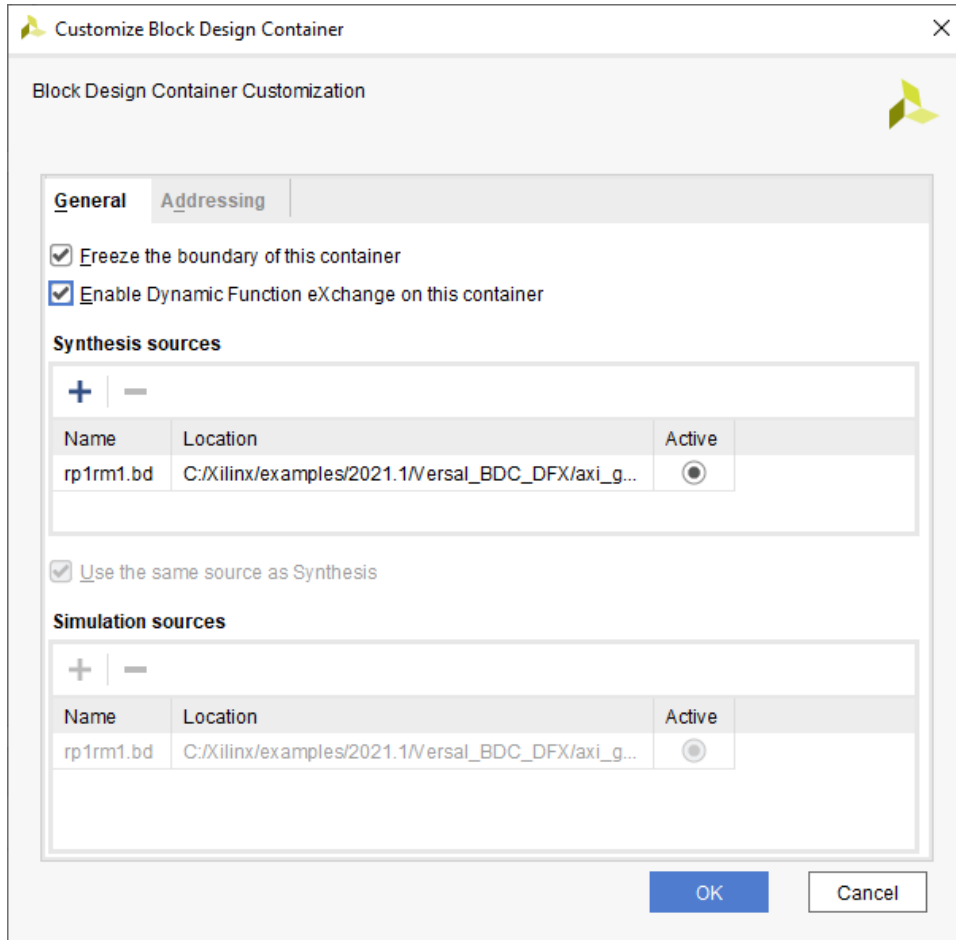 Customize Block Design Container
Block Design Container Customization
General Addressing
Freeze the boundary of this container
Enable Dynamic Function eXchange on this container
Synthesis sources
Name Location Active
rp1rm1.bd C:/Xilinx/examples/2021.1/Versal_BDC_DFX/axi_g...
Use the same source as Synthesis
Simulation sources
Name Location Active
rp1rm1.bd C:/Xilinx/examples/2021.1/Versal_BDC_DFX/axi_g...
OK Cancel